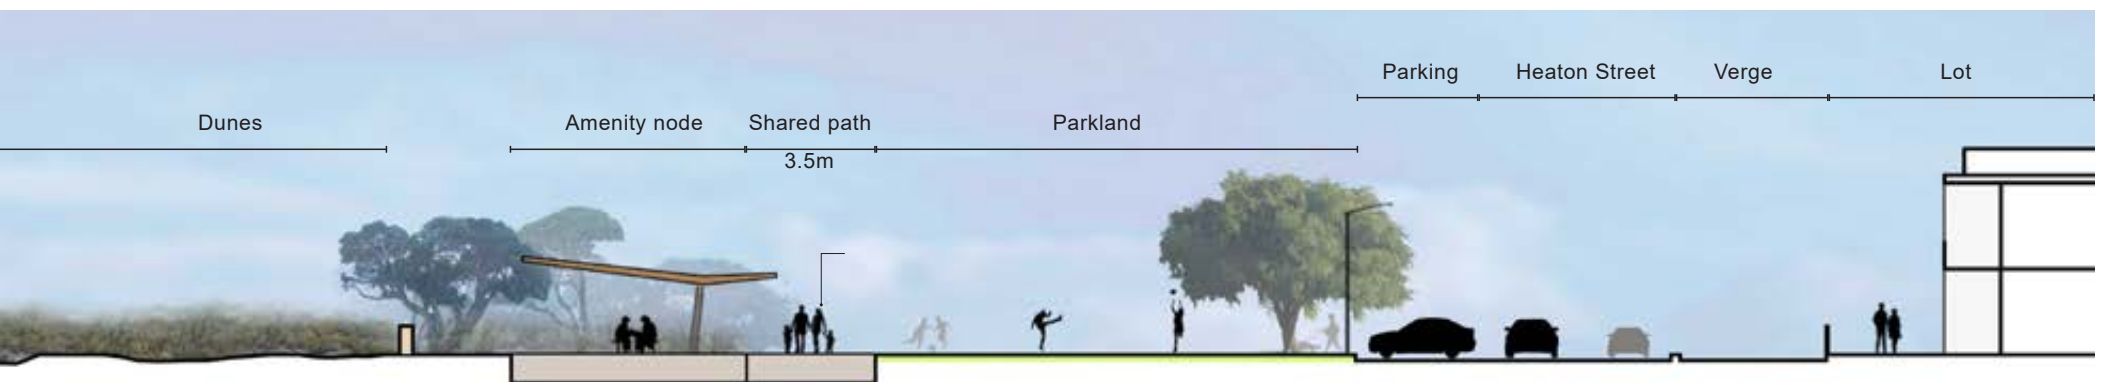 Parking
Heaton Street
Verge
Lot
Dunes
Amenity node
Shared path
Parkland
3.5m